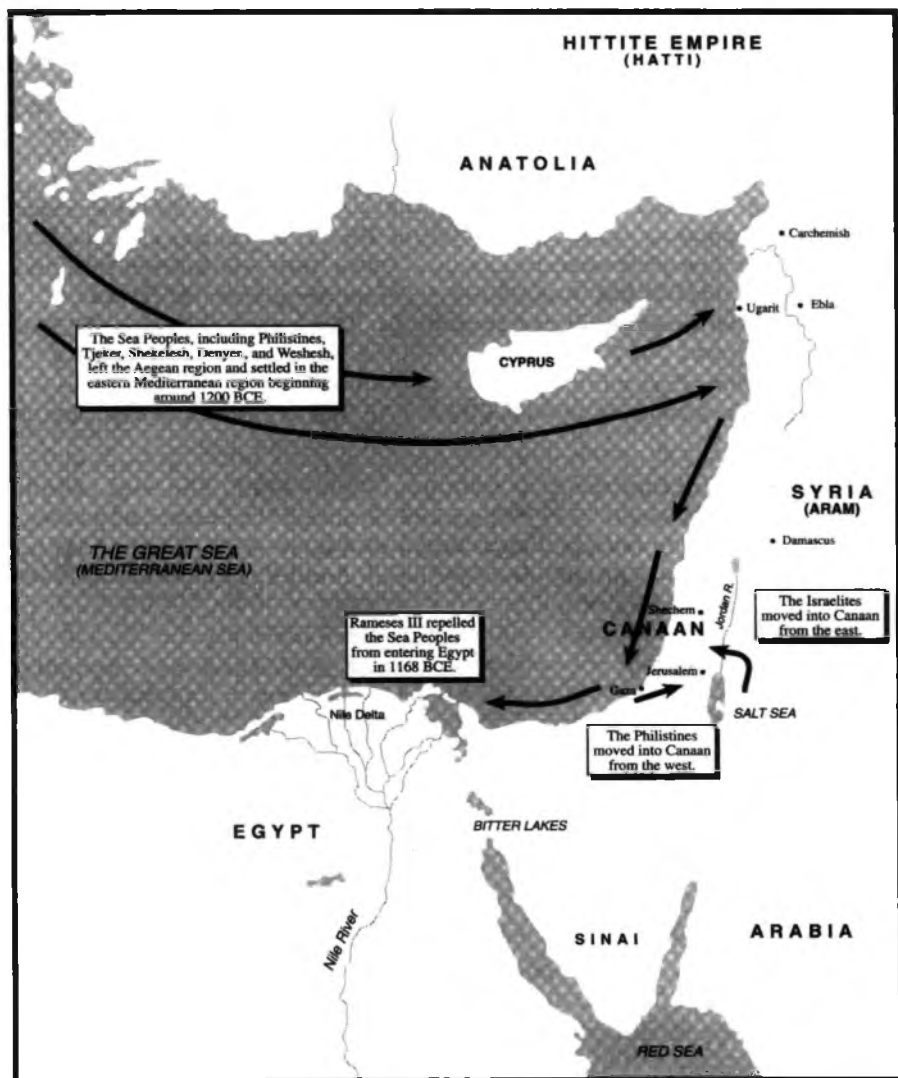 HITTITE EMPIRE
(HATTI)
ANATOLIA
Carchemish
Ugarit
Ebla
The Sea Peoples, including Philistines,
Tjeker, Shekelesh, Denyen, and Weshesh,
left the Aegean region and settled in the
eastern Mediterranean region beginning
around 1200 BCE.
CYPRUS
SYRIA
(ARAM)
THE GREAT SEA
(MEDITERRANEAN SEA)
Damascus
Jordan R.
The Israelites
moved into Canaan
from the east.
Rameses III repelled
the Sea Peoples
from entering Egypt
in 1168 BCE.
Shechem
CANAAN
Jerusalem
Gaza
Nile Delta
SALT SEA
The Philistines
moved into Canaan
from the west.
EGYPT
BITTER LAKES
Nile River
SINAI
ARABIA
RED SEA